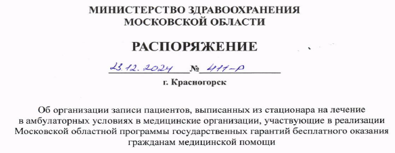 МИНИСТЕРСТВО ЗДРАВООХРАНЕНИЯ
МОСКОВСКОЙ ОБЛАСТИ
РАСПОРЯЖЕНИЕ
23.12.2024 № 411-Р
г. Красногорск
Об организации записи пациентов, выписанных из стационара на лечение
в амбулаторных условиях в медицинские организации, участвующие в реализации
Московской областной программы государственных гарантий бесплатного оказания
гражданам медицинской помощи